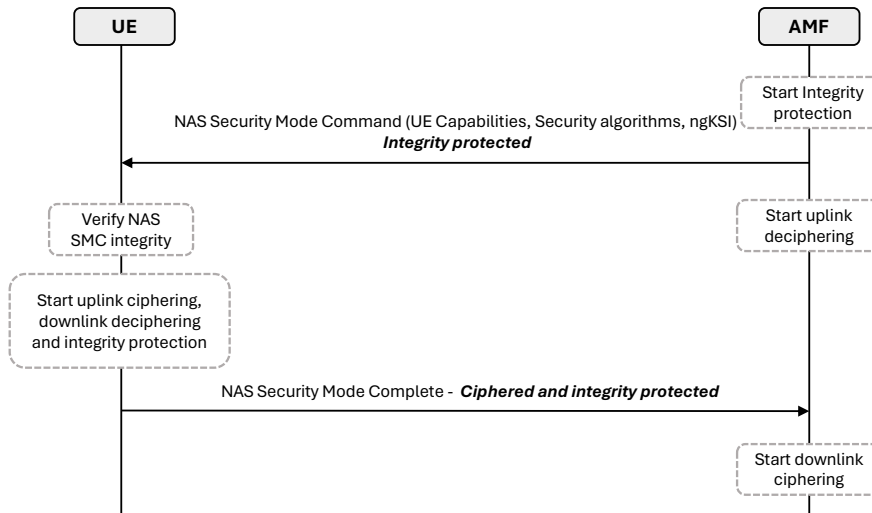 UE
AMF
Start Integrity
protection
NAS Security Mode Command (UE Capabilities, Security algorithms, ngKSI)
Integrity protected
Verify NAS
SMC integrity
Start uplink
deciphering
Start uplink ciphering,
downlink deciphering
and integrity protection
NAS Security Mode Complete - Ciphered and integrity protected
Start downlink
ciphering